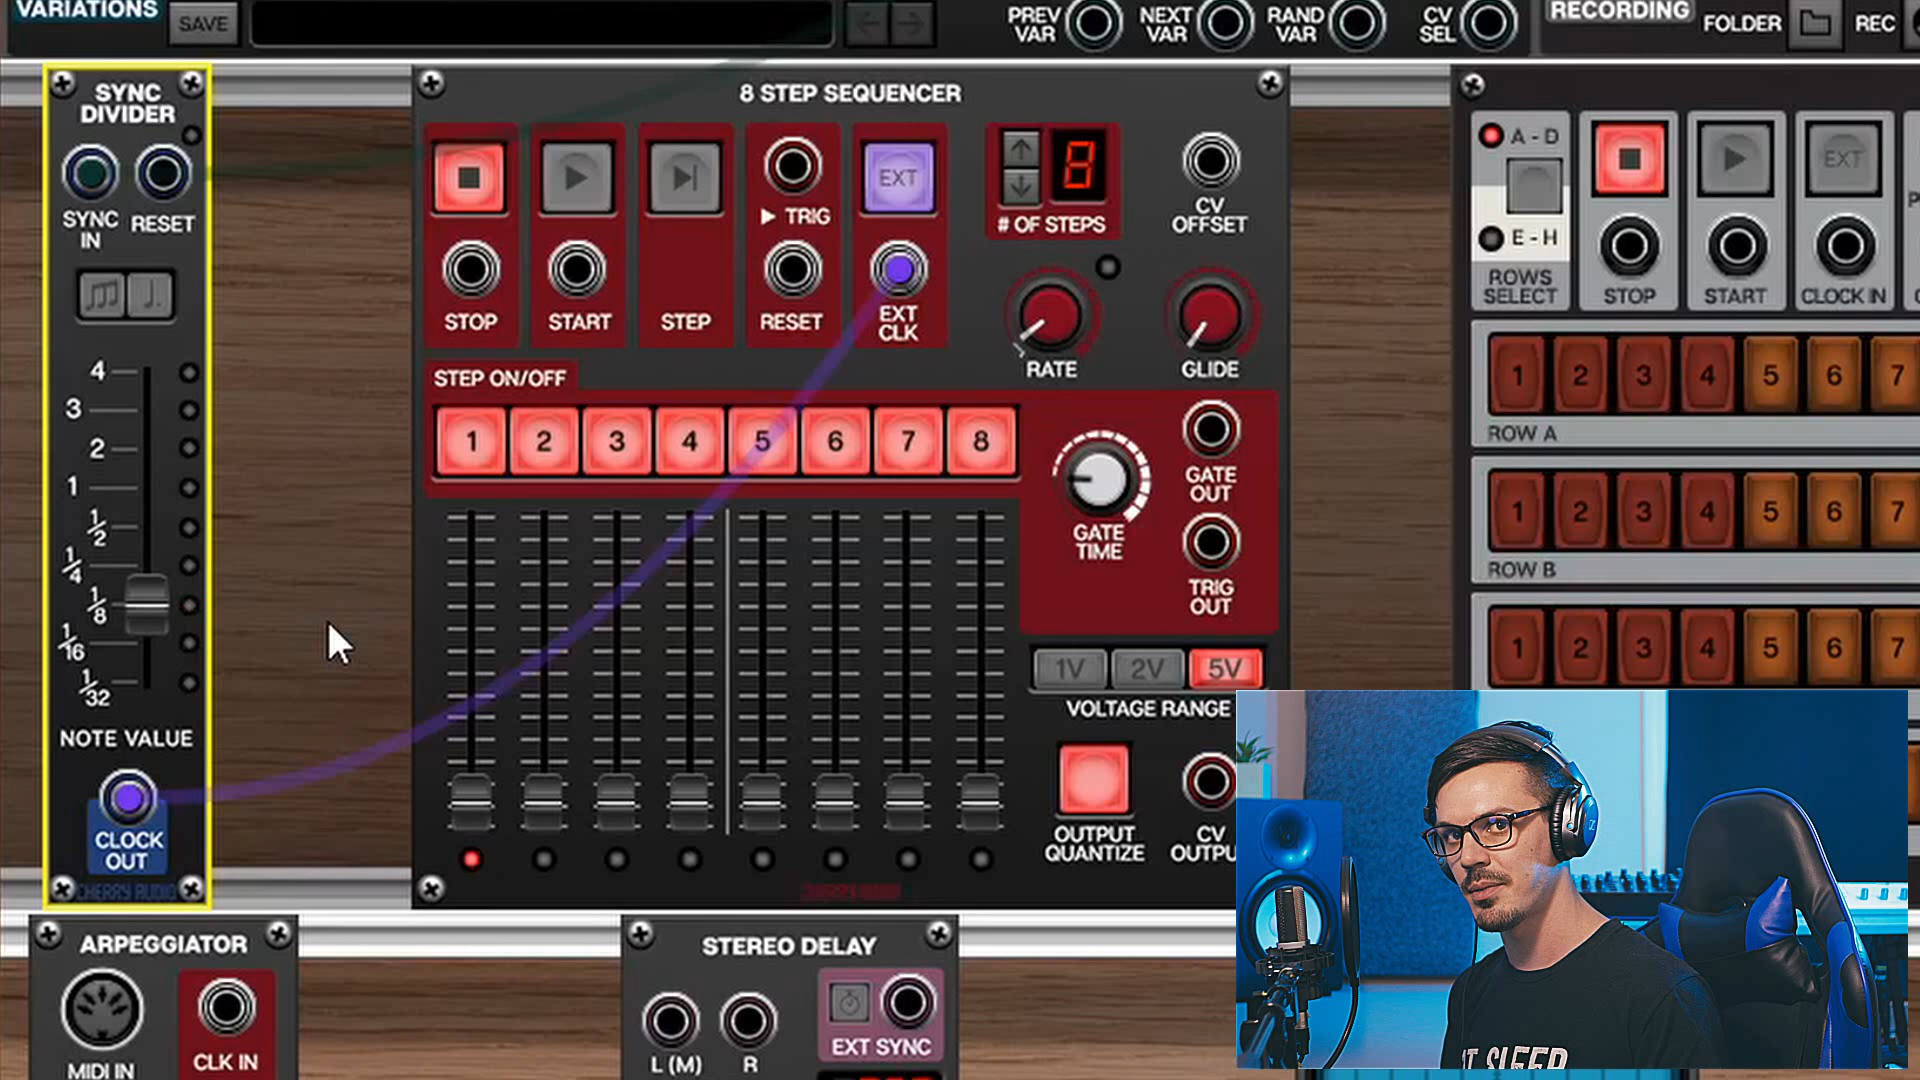 VARIATIONS
SAVE
PREV VAR
NEXT VAR
RAND VAR
CV SEL
RECORDING
FOLDER
REC
SYNC DIVIDER
SYNC IN
RESET
4
3
2
1
1/2
1/4
1/8
1/16
1/32
NOTE VALUE
CLOCK OUT
CHERRY AUDIO
8 STEP SEQUENCER
EXT
▶ TRIG
8
# OF STEPS
CV OFFSET
STOP
START
STEP
RESET
EXT CLK
RATE
GLIDE
STEP ON/OFF
1 2 3 4 5 6 7 8
GATE TIME
GATE OUT
TRIG OUT
1V 2V 5V
VOLTAGE RANGE
OUTPUT QUANTIZE
CV OUTPU
CHERRY AUDIO
A - D
E - H
ROWS SELECT
STOP
START
EXT
CLOCK IN
1 2 3 4 5 6 7
ROW A
1 2 3 4 5 6 7
ROW B
1 2 3 4 5 6 7
ARPEGGIATOR
MIDI IN
CLK IN
STEREO DELAY
L (M)
R
EXT SYNC
SLEEP